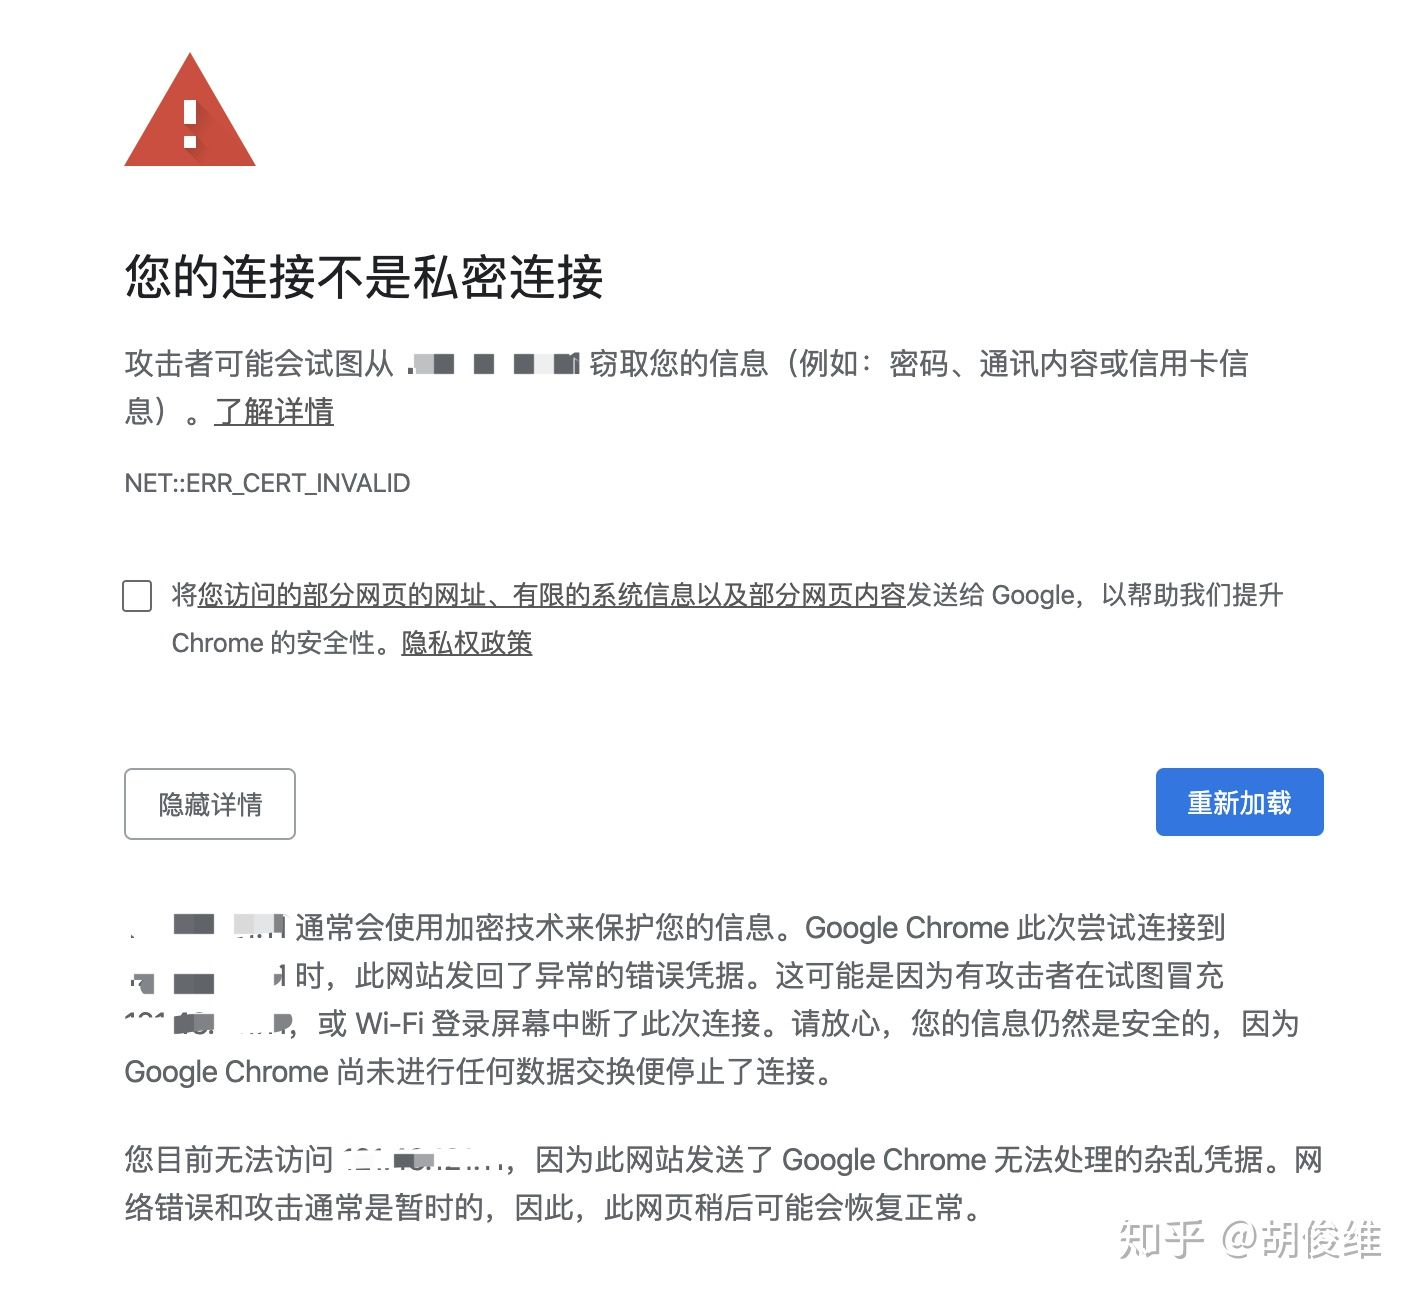 您的连接不是私密连接
攻击者可能会试图从 窃取您的信息（例如：密码、通讯内容或信用卡信
息）。了解详情
NET::ERR_CERT_INVALID
将您访问的部分网页的网址、有限的系统信息以及部分网页内容发送给 Google，以帮助我们提升
Chrome 的安全性。隐私权政策
隐藏详情
重新加载
通常会使用加密技术来保护您的信息。Google Chrome 此次尝试连接到
时，此网站发回了异常的错误凭据。这可能是因为有攻击者在试图冒充
，或 Wi-Fi 登录屏幕中断了此次连接。请放心，您的信息仍然是安全的，因为
Google Chrome 尚未进行任何数据交换便停止了连接。
您目前无法访问 ，因为此网站发送了 Google Chrome 无法处理的杂乱凭据。网
络错误和攻击通常是暂时的，因此，此网页稍后可能会恢复正常。
知乎 @胡俊维